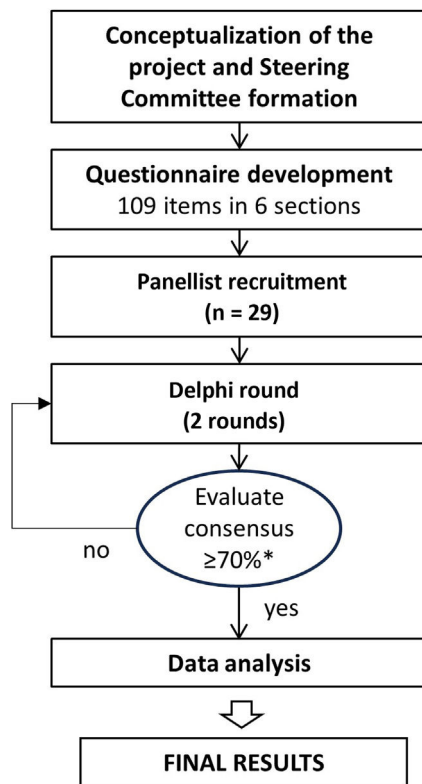 Conceptualization of the
project and Steering
Committee formation
Questionnaire development
109 items in 6 sections
Panellist recruitment
(n = 29)
Delphi round
(2 rounds)
Evaluate
consensus
≥70%*
no
yes
Data analysis
FINAL RESULTS